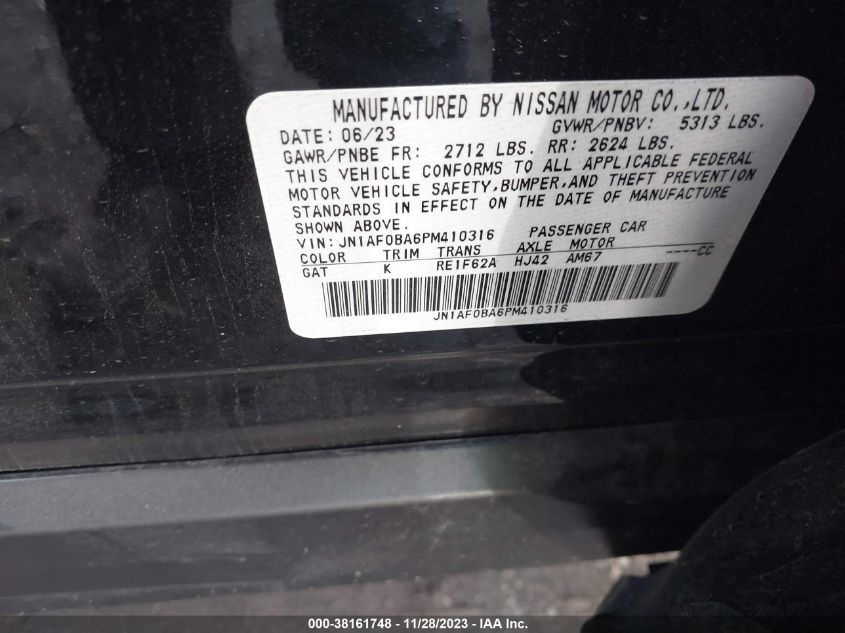 MANUFACTURED BY NISSAN MOTOR CO.,LTD.
DATE: 06/23 GVWR/PNBV: 5313 LBS.
GAWR/PNBE FR: 2712 LBS. RR: 2624 LBS.
THIS VEHICLE CONFORMS TO ALL APPLICABLE FEDERAL
MOTOR VEHICLE SAFETY,BUMPER,AND THEFT PREVENTION
STANDARDS IN EFFECT ON THE DATE OF MANUFACTURE
SHOWN ABOVE.
VIN: JN1AF0BA6PM410316 PASSENGER CAR
COLOR TRIM TRANS AXLE MOTOR
GAT K RE1F62A HJ42 AM67 ----CC
JN1AF0BA6PM410316
000-38161748 - 11/28/2023 - IAA Inc. - Copyright